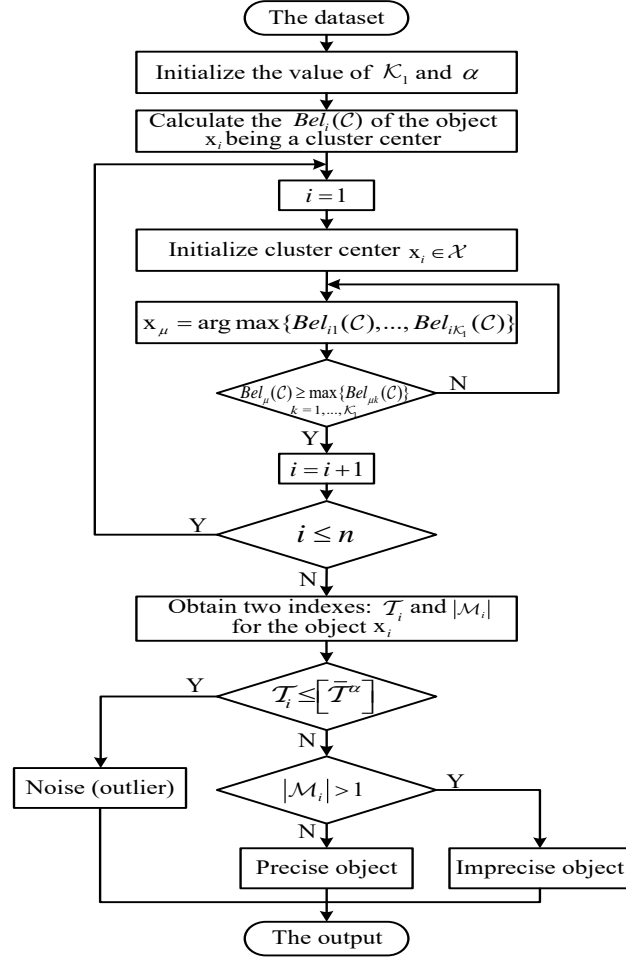 The dataset
Initialize the value of 𝒦₁ and α
Calculate the Belᵢ(𝒞) of the object
xᵢ being a cluster center
i = 1
Initialize cluster center xᵢ ∈ 𝒳
x_μ = arg max{Bel_{i1}(𝒞),..., Bel_{i𝒦₁}(𝒞)}
Bel_μ(𝒞) ≥ max{Bel_{μk}(𝒞)}
k = 1,..., 𝒦₁
N
Y
i = i + 1
Y
i ≤ n
N
Obtain two indexes: 𝒯ᵢ and |ℳᵢ|
for the object xᵢ
Y
𝒯ᵢ ≤ [𝒯̄^α]
N
Noise (outlier)
|ℳᵢ| > 1
Y
N
Precise object
Imprecise object
The output